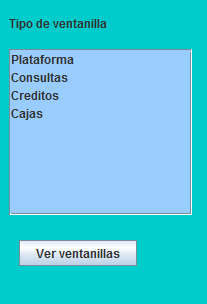 Tipo de ventanilla
Plataforma
Consultas
Creditos
Cajas
Ver ventanillas